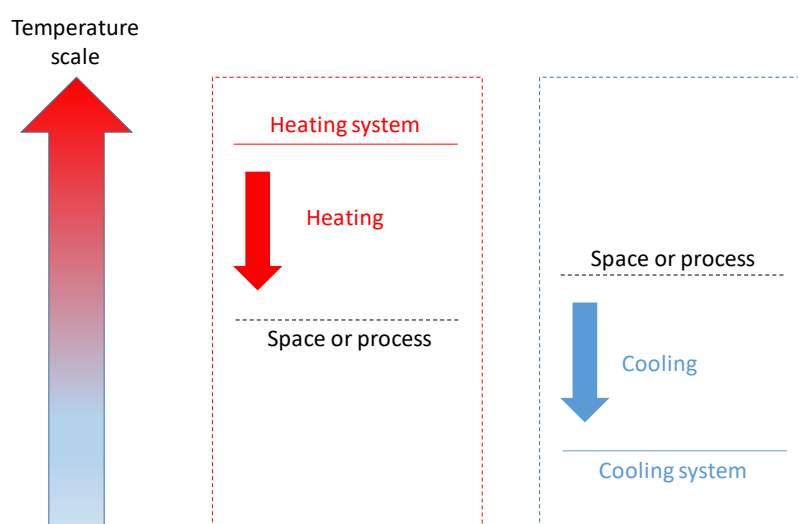 Temperature
scale
Heating system
Heating
Space or process
Space or process
Cooling
Cooling system